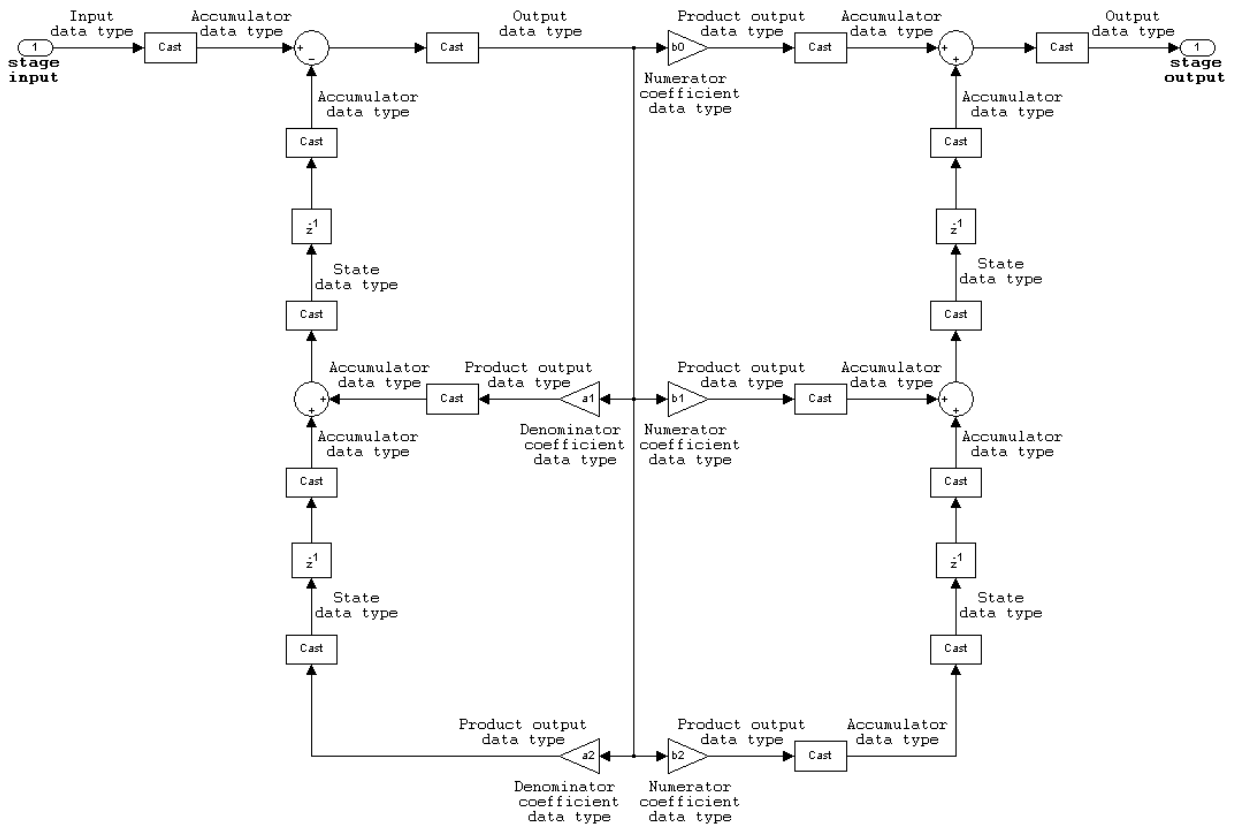 Input
data type
Accumulator
data type
Output
data type
Product output
data type
Accumulator
data type
Output
data type
1
stage
input
Cast
+
−
Cast
b0
Numerator
coefficient
data type
Cast
+
+
Cast
1
stage
output
Accumulator
data type
Accumulator
data type
Cast
Cast
z-1
z-1
State
data type
State
data type
Cast
Cast
Accumulator
data type
Product output
data type
Product output
data type
Accumulator
data type
+
+
Cast
a1
b1
Cast
+
+
Denominator
coefficient
data type
Numerator
coefficient
data type
Accumulator
data type
Accumulator
data type
Cast
Cast
z-1
z-1
State
data type
State
data type
Cast
Cast
Product output
data type
Product output
data type
Accumulator
data type
a2
b2
Cast
Denominator
coefficient
data type
Numerator
coefficient
data type